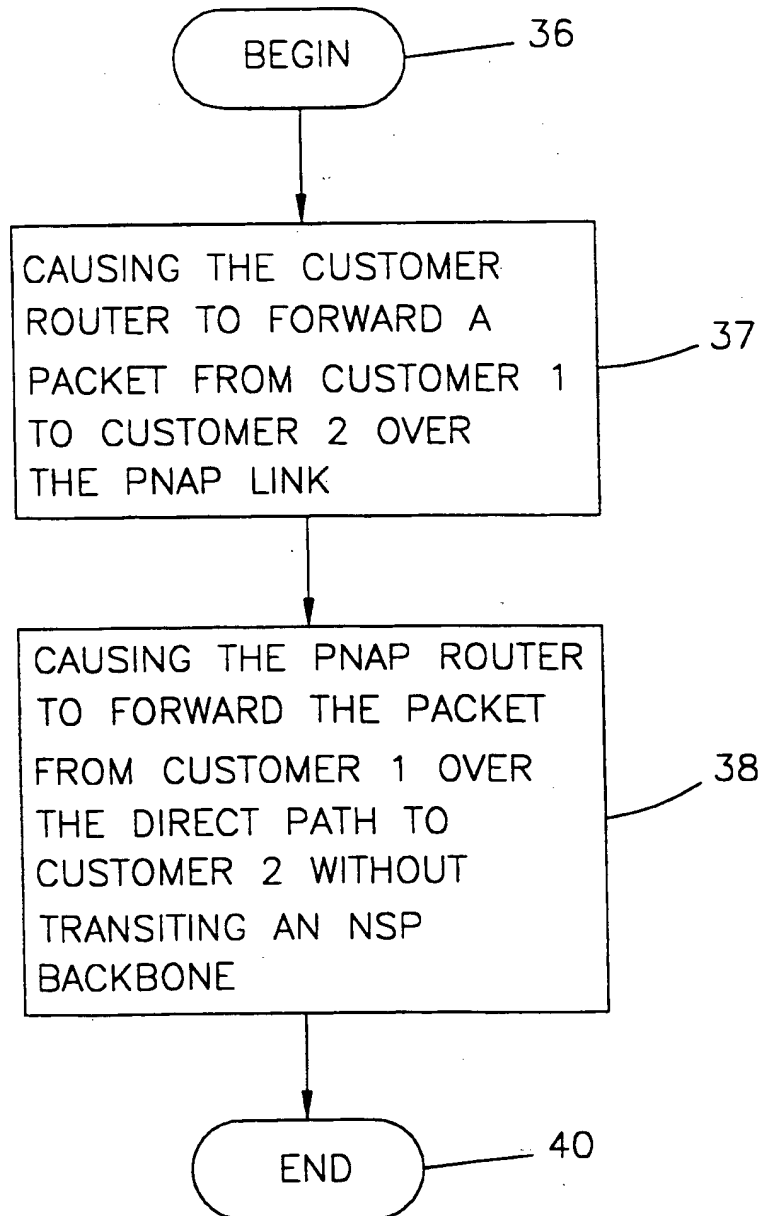 BEGIN
36
CAUSING THE CUSTOMER
ROUTER TO FORWARD A
PACKET FROM CUSTOMER 1
TO CUSTOMER 2 OVER
THE PNAP LINK
37
CAUSING THE PNAP ROUTER
TO FORWARD THE PACKET
FROM CUSTOMER 1 OVER
THE DIRECT PATH TO
CUSTOMER 2 WITHOUT
TRANSITING AN NSP
BACKBONE
38
END
40